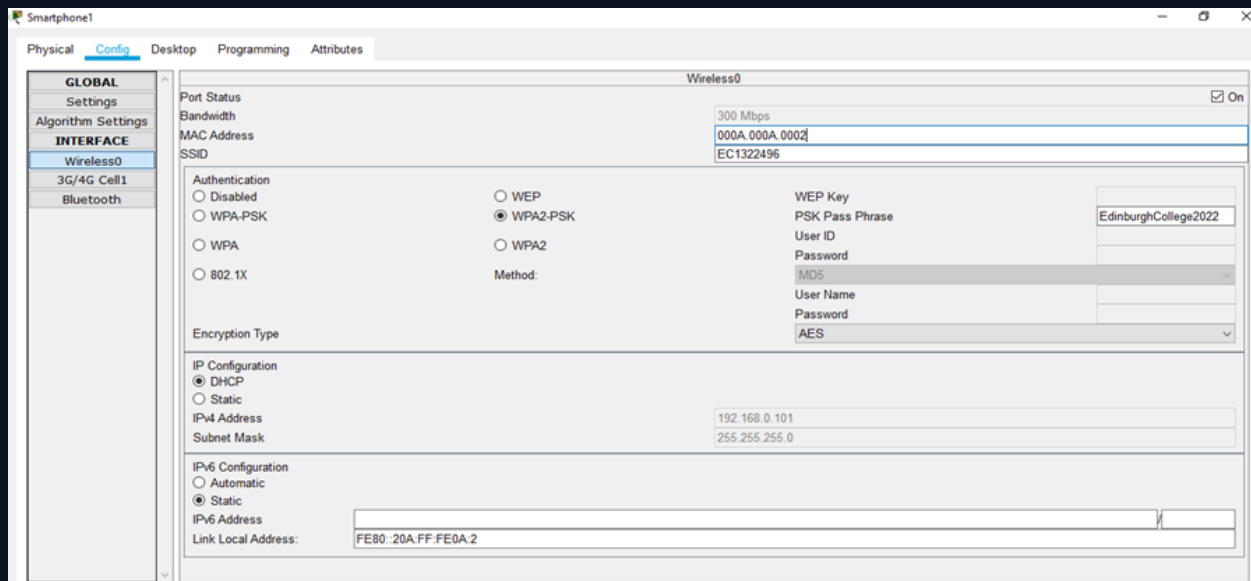 Smartphone1
Physical Config Desktop Programming Attributes
GLOBAL
Settings
Algorithm Settings
INTERFACE
Wireless0
3G/4G Cell1
Bluetooth
Wireless0
Port Status On
Bandwidth 300 Mbps
MAC Address 000A.000A.0002
SSID EC1322496
Authentication
Disabled WEP WEP Key
WPA-PSK WPA2-PSK PSK Pass Phrase EdinburghCollege2022
User ID
WPA WPA2
Password
802.1X Method: MD5
User Name
Password
Encryption Type AES
IP Configuration
DHCP
Static
IPv4 Address 192.168.0.101
Subnet Mask 255.255.255.0
IPv6 Configuration
Automatic
Static
IPv6 Address /
Link Local Address: FE80::20A:FF:FE0A:2